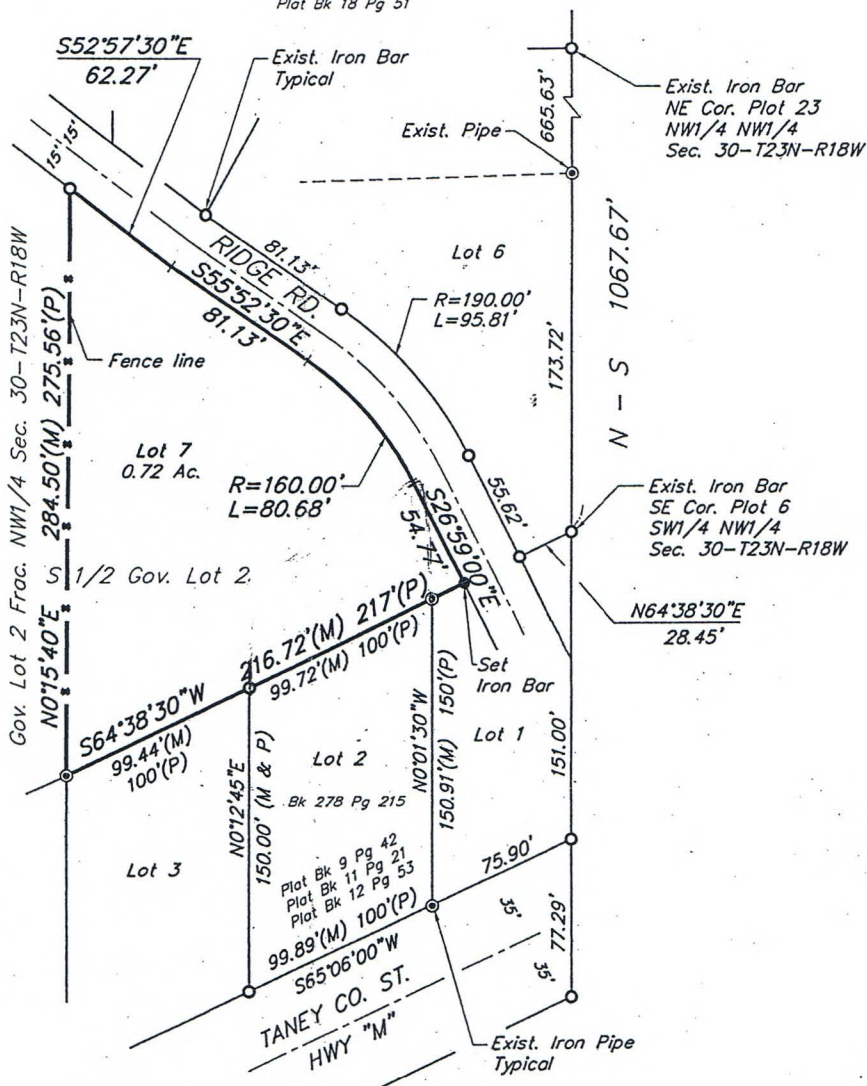 Plat Bk 18 Pg 51
S52°57'30"E
62.27'
Exist. Iron Bar
Typical
Exist. Iron Bar
NE Cor. Plot 23
NW1/4 NW1/4
Sec. 30-T23N-R18W
665.63'
Exist. Pipe
15' 15'
RIDGE RD.
81.13'
Lot 6
R=190.00'
L=95.81'
N - S 1067.67'
173.72'
S55°52'30"E
81.13'
Fence line
Gov. Lot 2 Frac. NW1/4 Sec. 30-T23N-R18W
N0°15'40"E 284.50'(M) 275.56'(P)
Lot 7
0.72 Ac.
R=160.00'
L=80.68'
S26°59'00"E
54.77'
55.62'
Exist. Iron Bar
SE Cor. Plot 6
SW1/4 NW1/4
Sec. 30-T23N-R18W
N64°38'30"E
28.45'
S 1/2 Gov. Lot 2
216.72'(M) 217'(P)
99.72'(M) 100'(P)
Set
Iron Bar
S64°38'30"W
99.44'(M)
100'(P)
Lot 1
151.00'
N0°01'30"W
150.91'(M) 150'(P)
Lot 2
Bk 278 Pg 215
N0°12'45"E
150.00' (M & P)
Lot 3
Plat Bk 9 Pg 42
Plat Bk 11 Pg 21
Plat Bk 12 Pg 53
75.90'
99.89'(M) 100'(P)
S65°06'00"W
35'
77.29'
35'
TANEY CO. ST.
HWY "M"
Exist. Iron Pipe
Typical